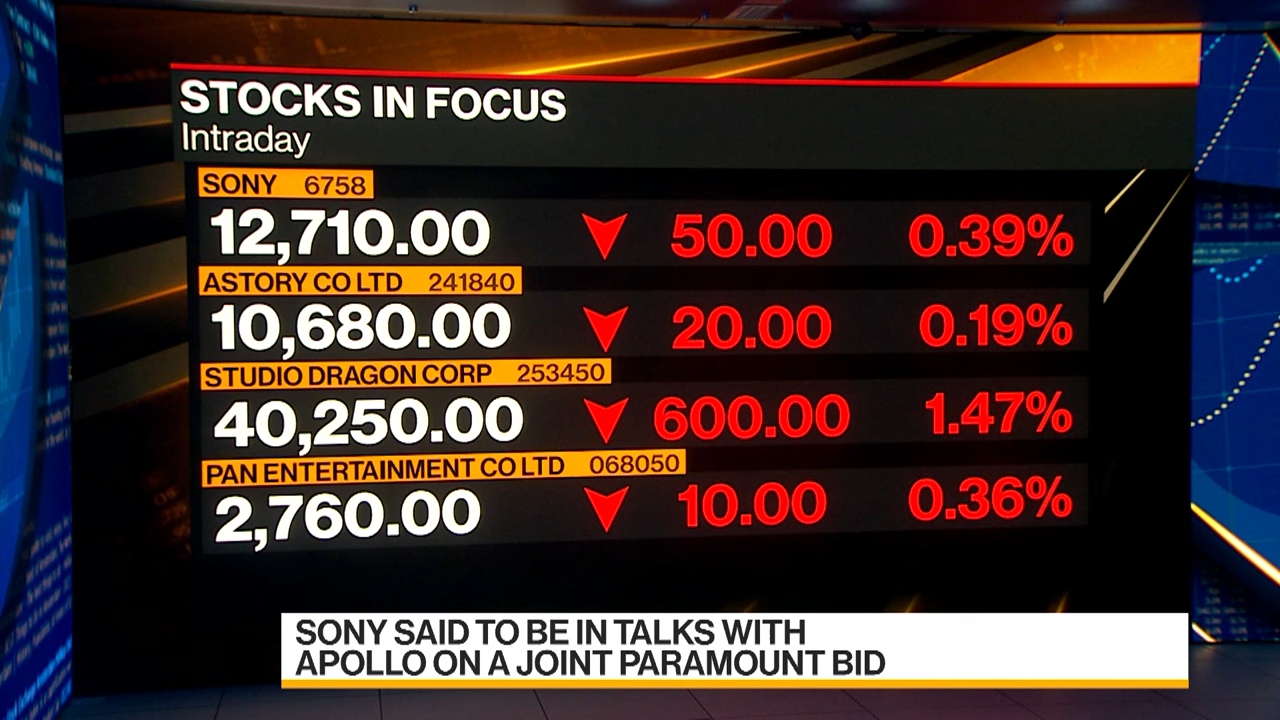 STOCKS IN FOCUS
Intraday
SONY 6758
12,710.00 50.00 0.39%
ASTORY CO LTD 241840
10,680.00 20.00 0.19%
STUDIO DRAGON CORP 253450
40,250.00 600.00 1.47%
PAN ENTERTAINMENT CO LTD 068050
2,760.00 10.00 0.36%
SONY SAID TO BE IN TALKS WITH
APOLLO ON A JOINT PARAMOUNT BID